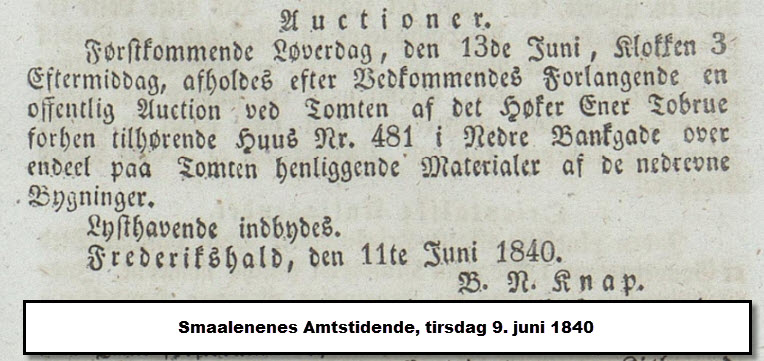 Auctioner.
Førstkommende Løverdag, den 13de Juni, Klokken 3
Eftermiddag, afholdes efter Vedkommendes Forlangende en
offentlig Auction ved Tomten af det Høker Ener Tobrue
forhen tilhørende Huus Nr. 481 i Nedre Bankgade over
endeel paa Tomten henliggende Materialer af de nedrevne
Bygninger.
Lysthavende indbydes.
Frederikshald, den 11te Juni 1840.
B. N. Knap.
Smaalenenes Amtstidende, tirsdag 9. juni 1840